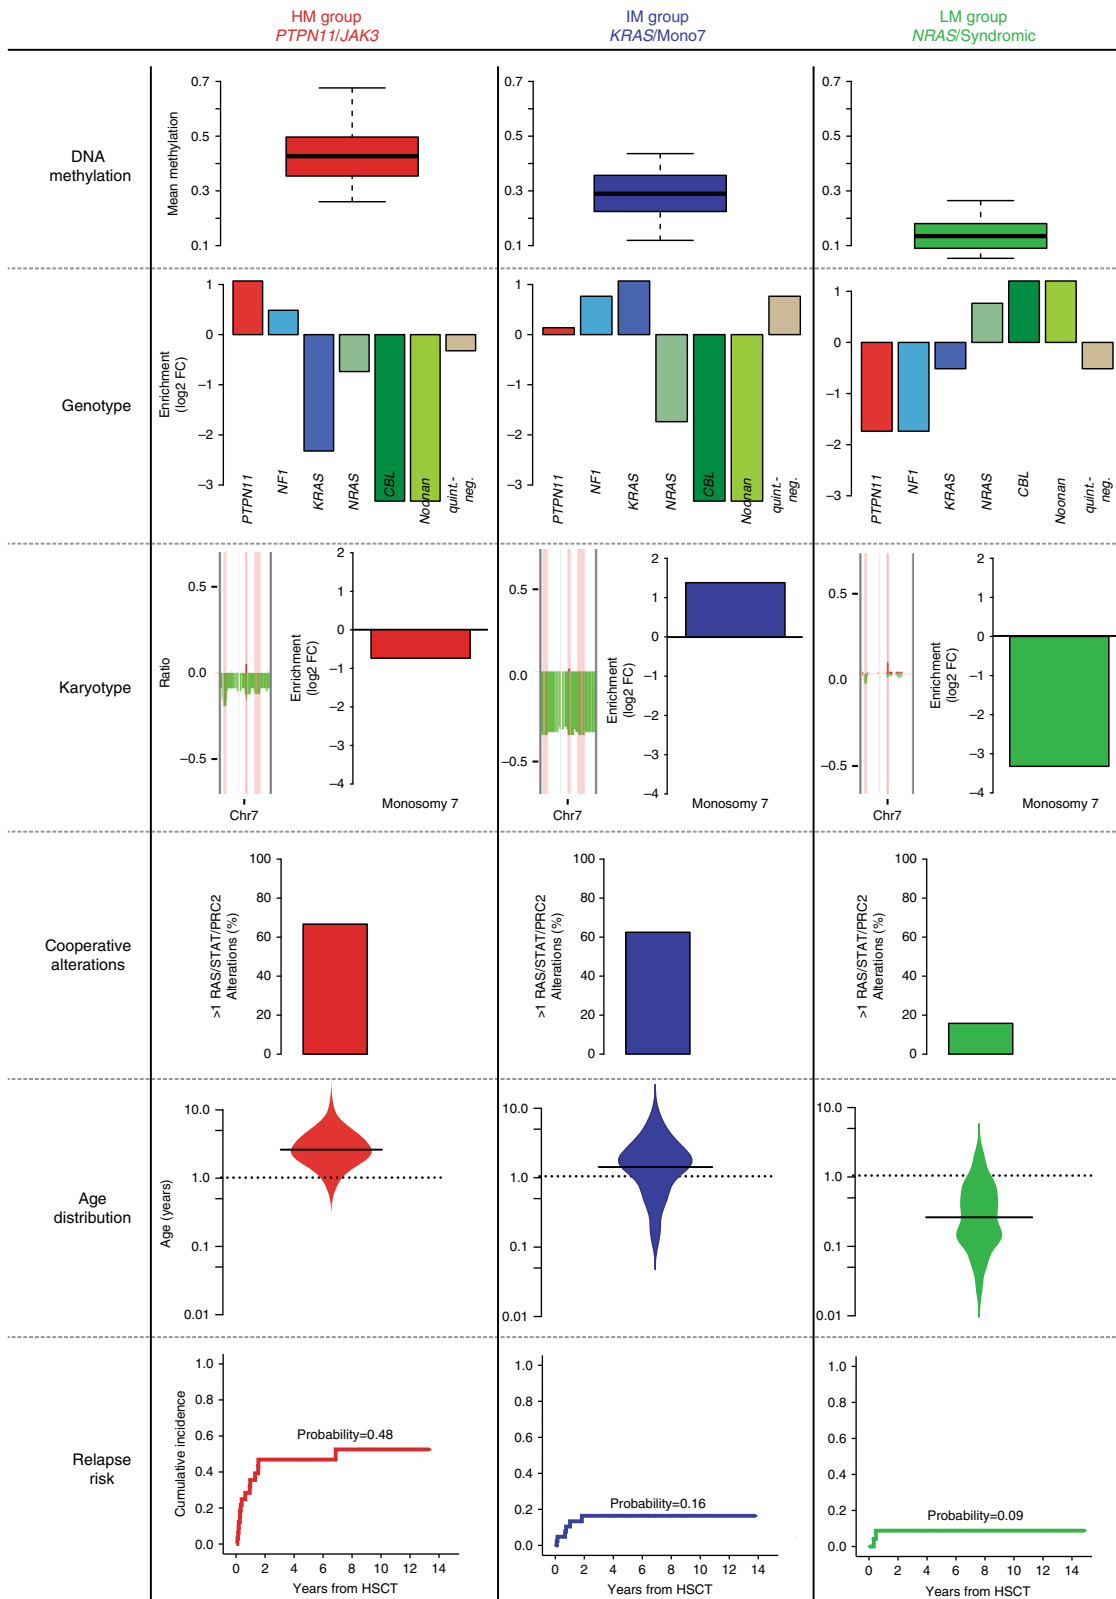 HM group
PTPN11/JAK3
IM group
KRAS/Mono7
LM group
NRAS/Syndromic
DNA
methylation
Mean methylation
0.7
0.5
0.3
0.1
0.7
0.5
0.3
0.1
0.7
0.5
0.3
0.1
Genotype
Enrichment
(log2 FC)
1
0
−1
−2
−3
PTPN11
NF1
KRAS
NRAS
CBL
Noonan
quint.-
neg.
1
0
−1
−2
−3
PTPN11
NF1
KRAS
NRAS
CBL
Noonan
quint.-
neg.
1
0
−1
−2
−3
PTPN11
NF1
KRAS
NRAS
CBL
Noonan
quint.-
neg.
Karyotype
Ratio
0.5
0.0
−0.5
Chr7
Enrichment
(log2 FC)
2
1
0
−1
−2
−3
−4
Monosomy 7
0.5
0.0
−0.5
Chr7
Enrichment
(log2 FC)
2
1
0
−1
−2
−3
−4
Monosomy 7
0.5
0.0
−0.5
Chr7
Enrichment
(log2 FC)
2
1
0
−1
−2
−3
−4
Monosomy 7
Cooperative
alterations
>1 RAS/STAT/PRC2
Alterations (%)
100
80
60
40
20
0
>1 RAS/STAT/PRC2
Alterations (%)
100
80
60
40
20
0
>1 RAS/STAT/PRC2
Alterations (%)
100
80
60
40
20
0
Age
distribution
Age (years)
10.0
1.0
0.1
0.01
10.0
1.0
0.1
0.01
10.0
1.0
0.1
0.01
Relapse
risk
Cumulative incidence
1.0
0.8
0.6
0.4
0.2
0.0
Probability=0.48
0 2 4 6 8 10 12 14
Years from HSCT
1.0
0.8
0.6
0.4
0.2
0.0
Probability=0.16
0 2 4 6 8 10 12 14
Years from HSCT
1.0
0.8
0.6
0.4
0.2
0.0
Probability=0.09
0 2 4 6 8 10 12 14
Years from HSCT